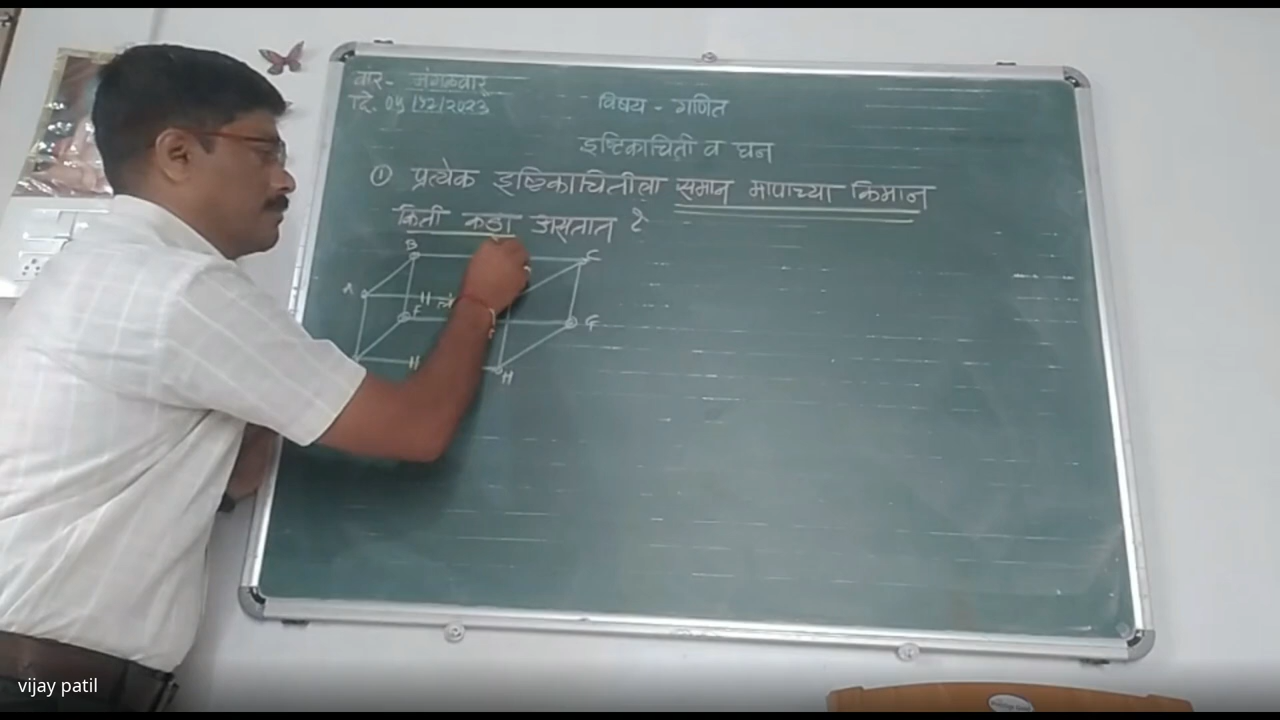 वार- मंगळवार
दि. 05/12/2023
विषय - गणित
इष्टिकाचिती व घन
① प्रत्येक इष्टिकाचितीला समान मापाच्या किमान
किती कडा असतात ?
B
C
A
F
G
H
vijay patil